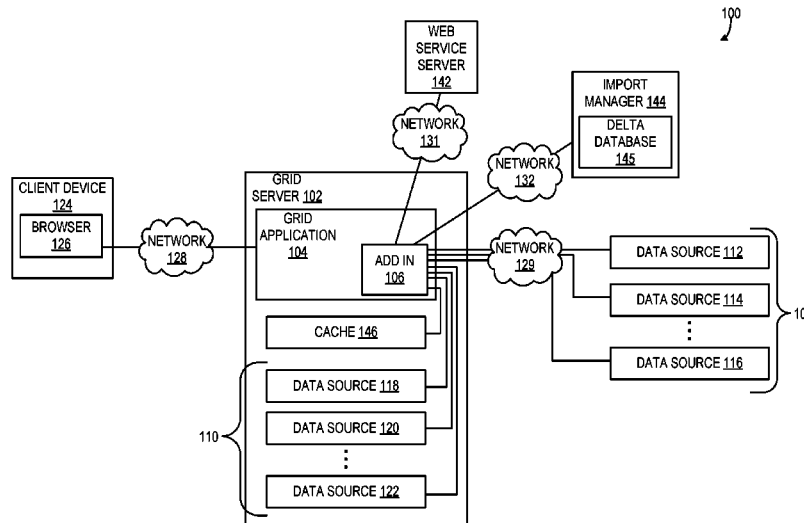 100
WEB
SERVICE
SERVER
142
IMPORT
MANAGER 144
DELTA
DATABASE
145
NETWORK
131
NETWORK
132
CLIENT DEVICE
124
BROWSER
126
NETWORK
128
GRID
SERVER 102
GRID
APPLICATION
104
ADD IN
106
NETWORK
129
DATA SOURCE 112
DATA SOURCE 114
DATA SOURCE 116
10
CACHE 146
110
DATA SOURCE 118
DATA SOURCE 120
DATA SOURCE 122